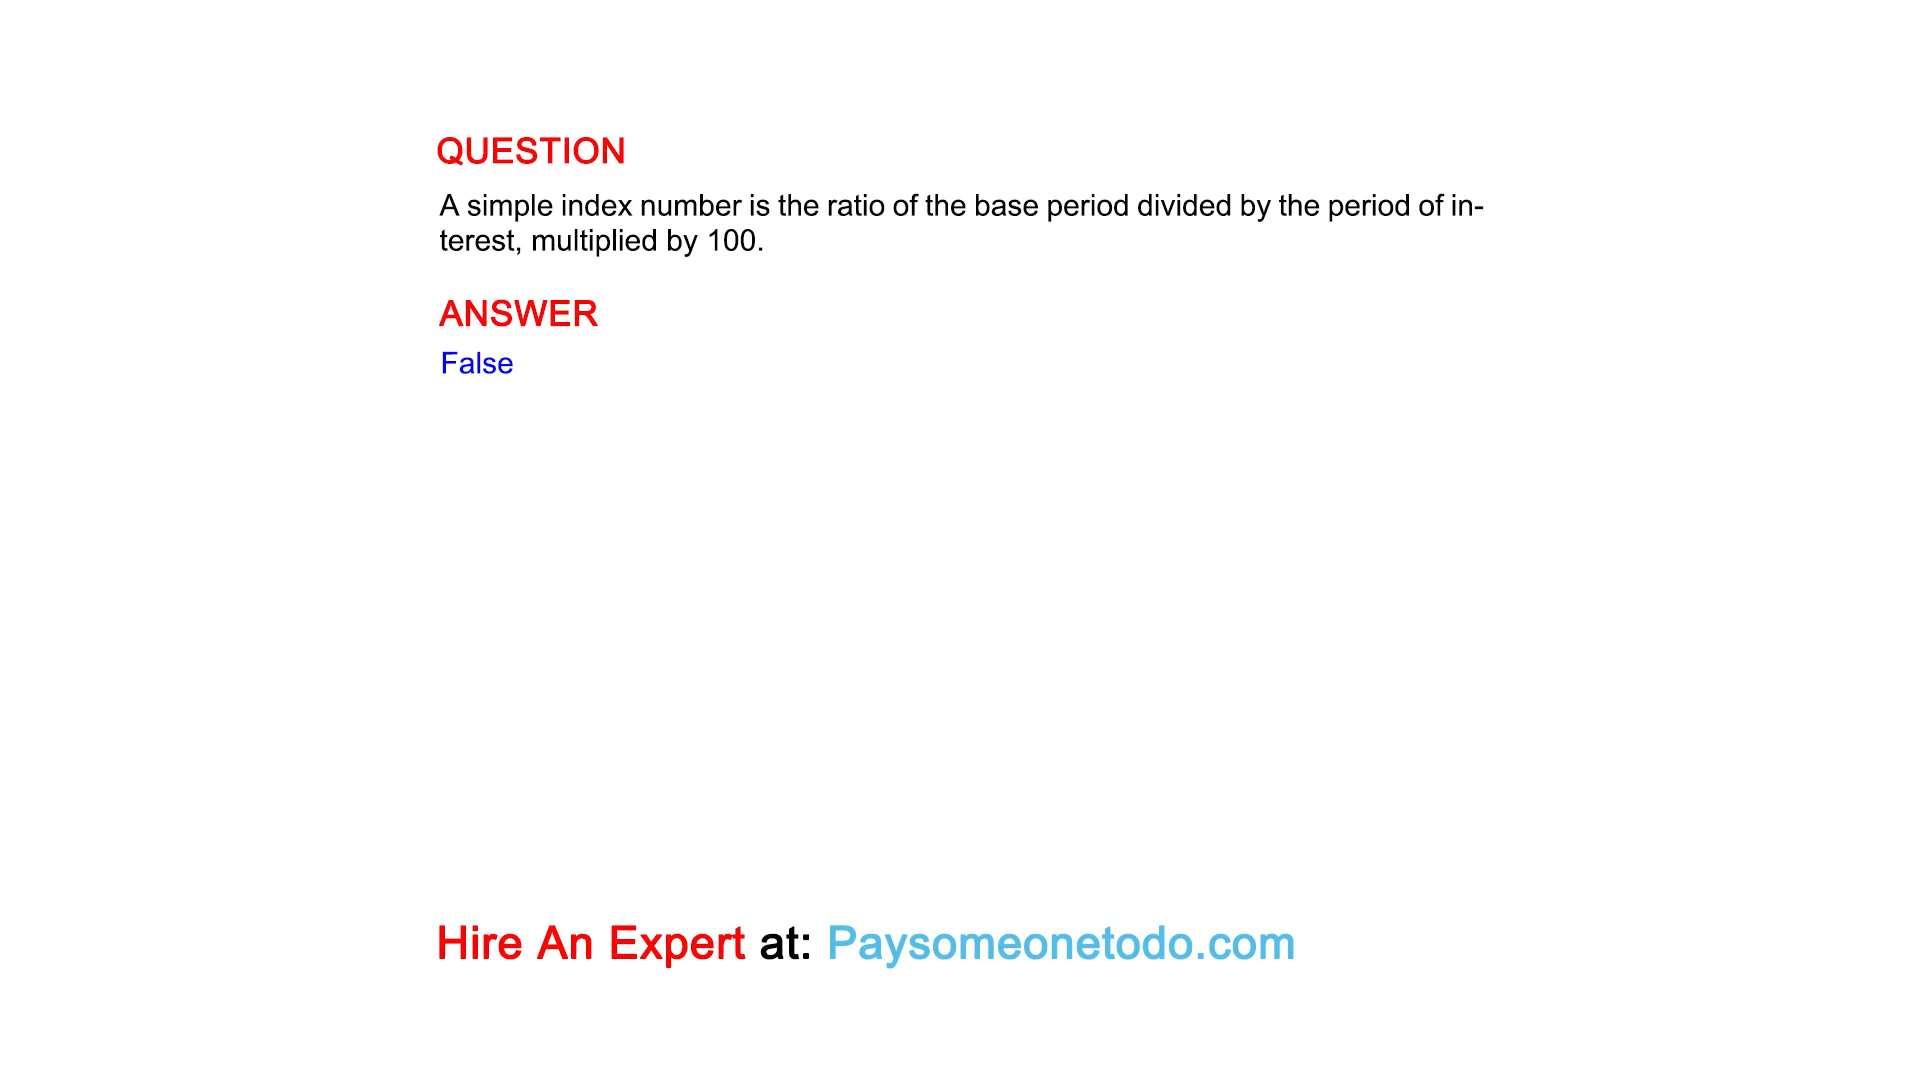 QUESTION
A simple index number is the ratio of the base period divided by the period of in-
terest, multiplied by 100.
ANSWER
False
Hire An Expert at: Paysomeonetodo.com